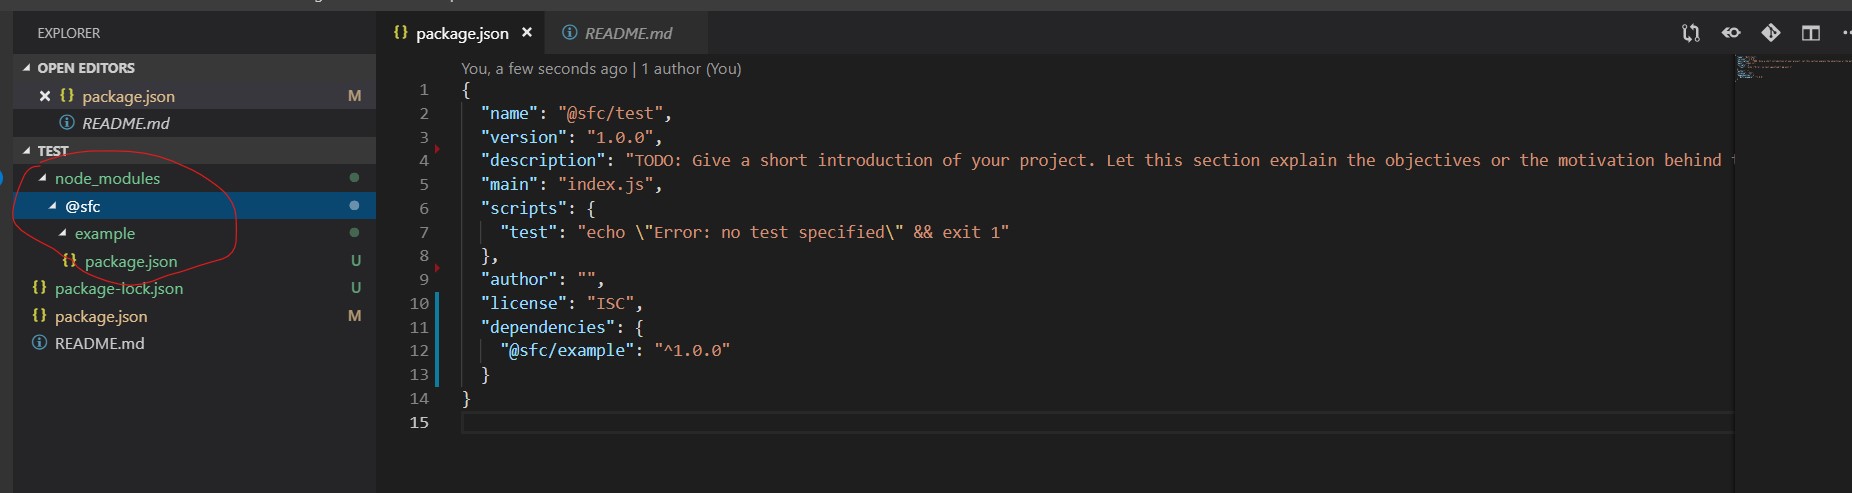 EXPLORER
OPEN EDITORS
package.json M
README.md
TEST
node_modules
@sfc
example
package.json U
package-lock.json U
package.json M
README.md
package.json
README.md
You, a few seconds ago | 1 author (You)
1 {
2 "name": "@sfc/test",
3 "version": "1.0.0",
4 "description": "TODO: Give a short introduction of your project. Let this section explain the objectives or the motivation behind
5 "main": "index.js",
6 "scripts": {
7 "test": "echo \"Error: no test specified\" && exit 1"
8 },
9 "author": "",
10 "license": "ISC",
11 "dependencies": {
12 "@sfc/example": "^1.0.0"
13 }
14 }
15